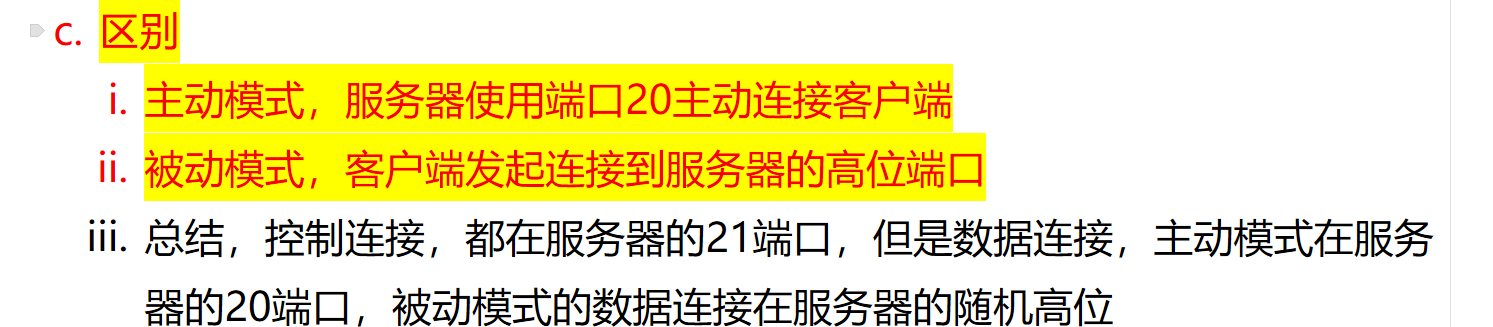 c. 区别
i. 主动模式，服务器使用端口20主动连接客户端
ii. 被动模式，客户端发起连接到服务器的高位端口
iii. 总结，控制连接，都在服务器的21端口，但是数据连接，主动模式在服务
器的20端口，被动模式的数据连接在服务器的随机高位